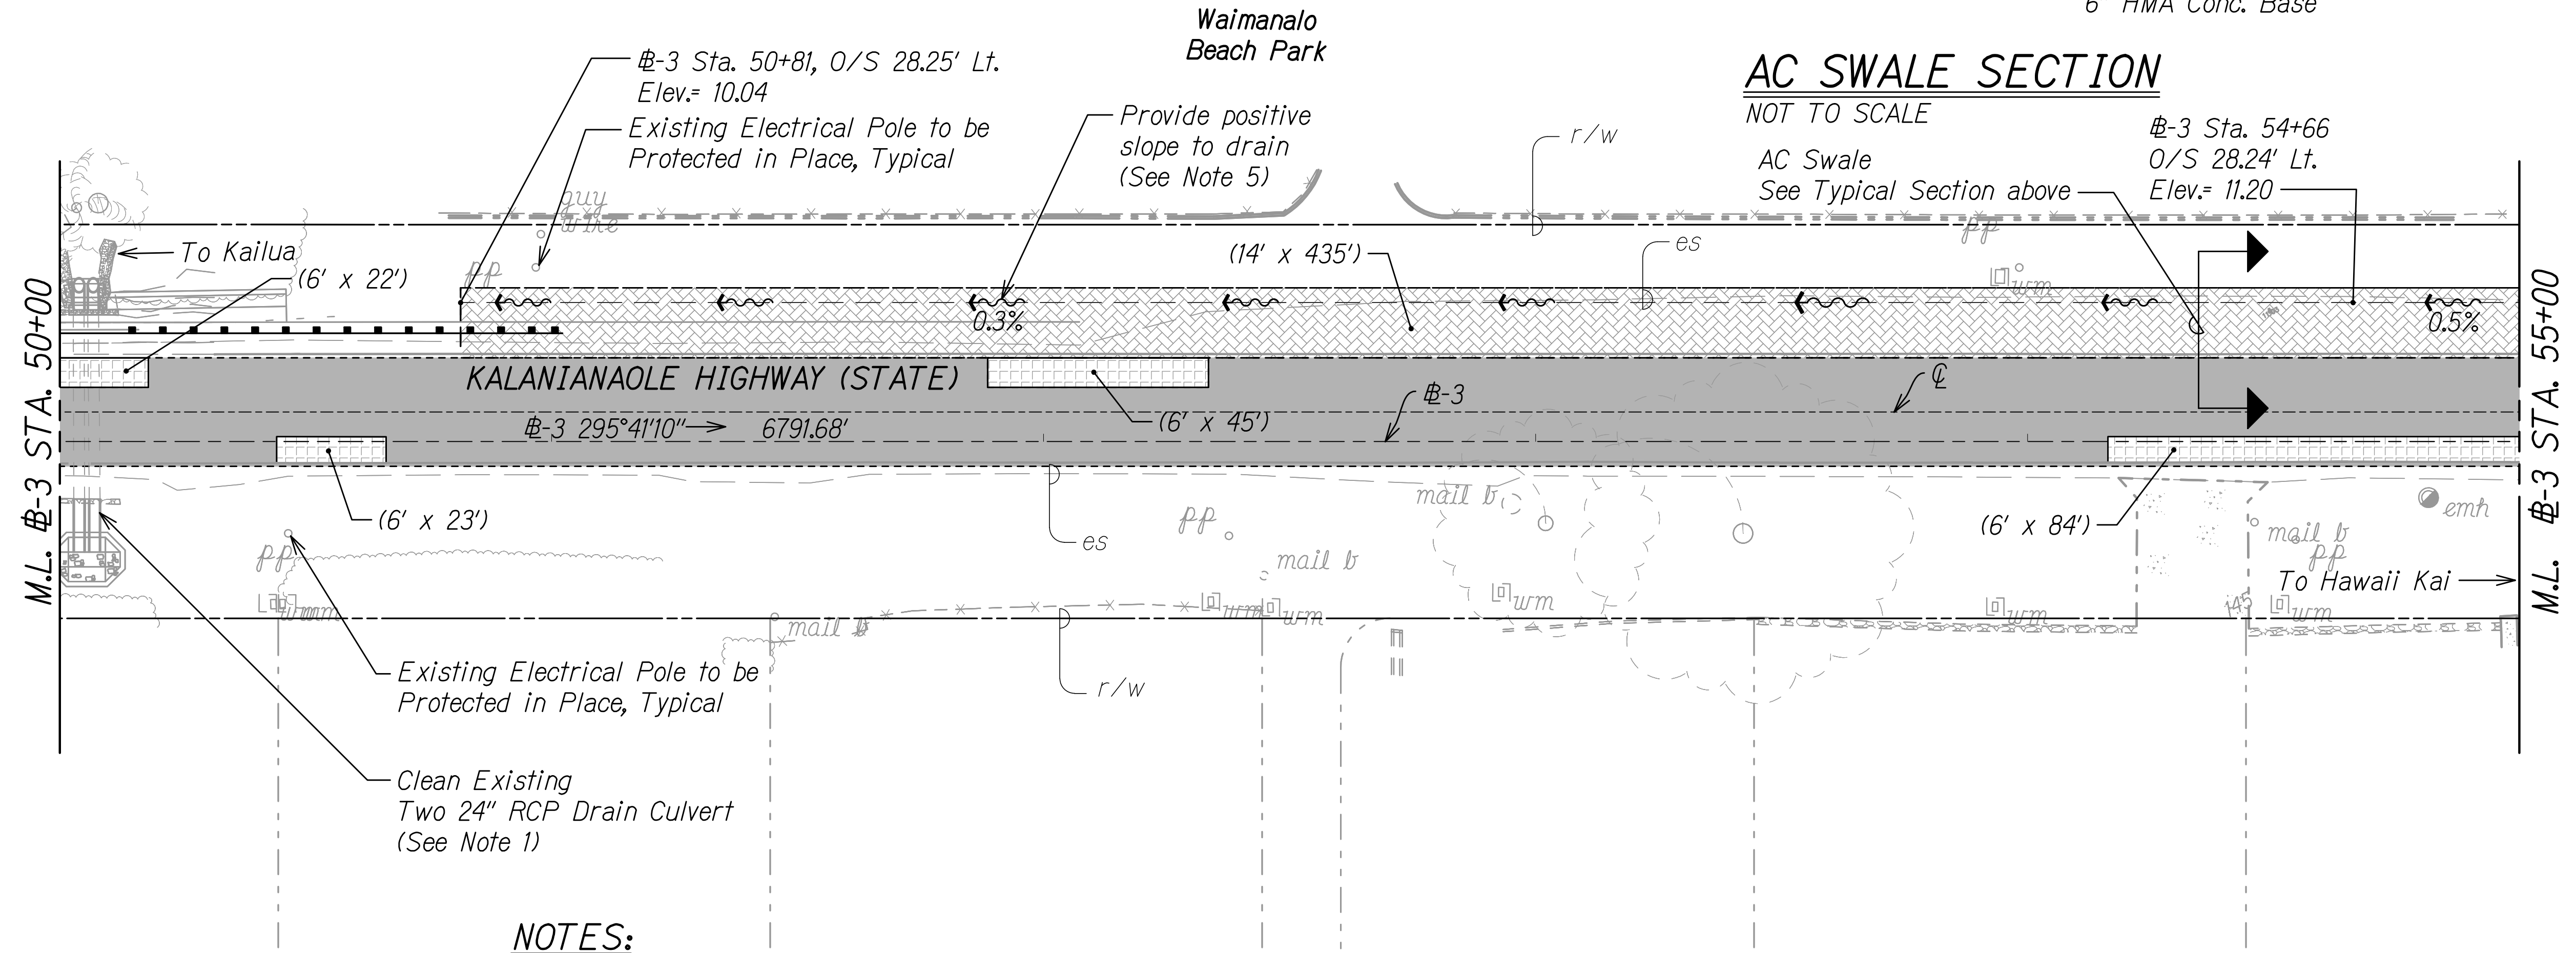 6" HMA Conc. Base
Waimanalo
Beach Park
AC SWALE SECTION
NOT TO SCALE
℄-3 Sta. 50+81, O/S 28.25' Lt.
Elev.= 10.04
Existing Electrical Pole to be
Protected in Place, Typical
Provide positive
slope to drain
(See Note 5)
r/w
AC Swale
See Typical Section above
℄-3 Sta. 54+66
O/S 28.24' Lt.
Elev.= 11.20
guy
wire
pp
To Kailua
(6' x 22')
pp
(14' x 435')
es
wm
0.3%
0.5%
M.L. ℄-3 STA. 50+00
KALANIANAOLE HIGHWAY (STATE)
℄-3 295°41'10" 6791.68'
(6' x 45')
℄-3
℄
M.L. ℄-3 STA. 55+00
(6' x 23')
es
pp
mail b
(6' x 84')
emh
mail b
pp
pp
mail b
To Hawaii Kai
wm
wm
wm
wm
wm
wm
wm
145
mail b
r/w
Existing Electrical Pole to be
Protected in Place, Typical
Clean Existing
Two 24" RCP Drain Culvert
(See Note 1)
NOTES: